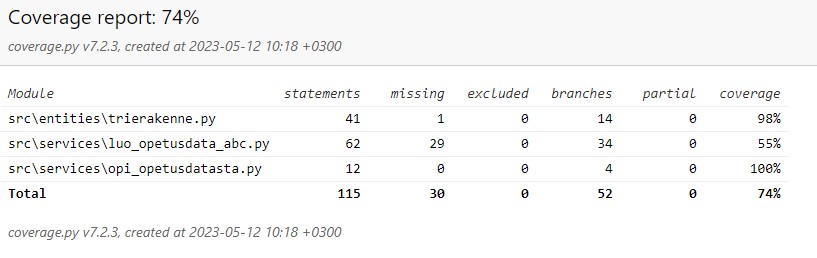 Coverage report: 74%
coverage.py v7.2.3, created at 2023-05-12 10:18 +0300
Module statements missing excluded branches partial coverage
src\entities\trierakenne.py 41 1 0 14 0 98%
src\services\luo_opetusdata_abc.py 62 29 0 34 0 55%
src\services\opi_opetusdatasta.py 12 0 0 4 0 100%
Total 115 30 0 52 0 74%
coverage.py v7.2.3, created at 2023-05-12 10:18 +0300